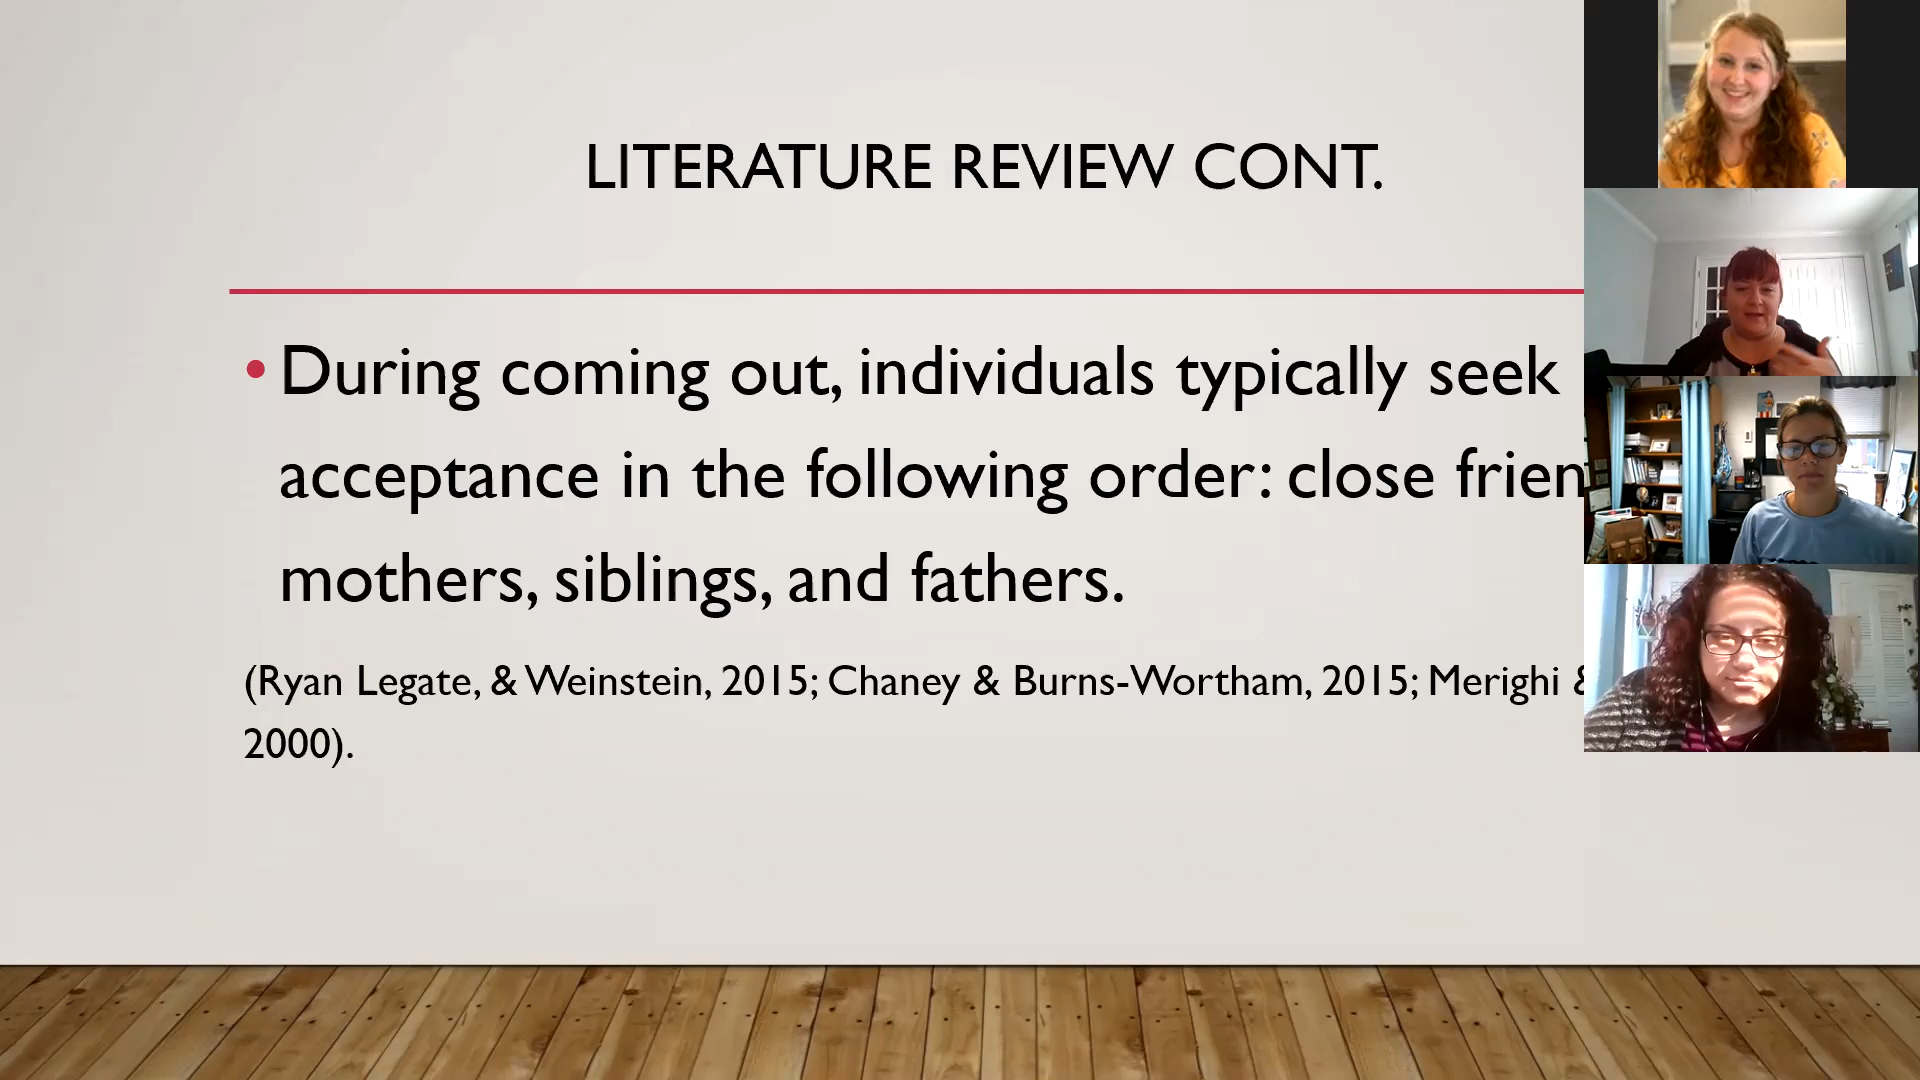 LITERATURE REVIEW CONT.
• During coming out, individuals typically seek
acceptance in the following order: close frien
mothers, siblings, and fathers.
(Ryan Legate, & Weinstein, 2015; Chaney & Burns-Wortham, 2015; Merighi &
2000).